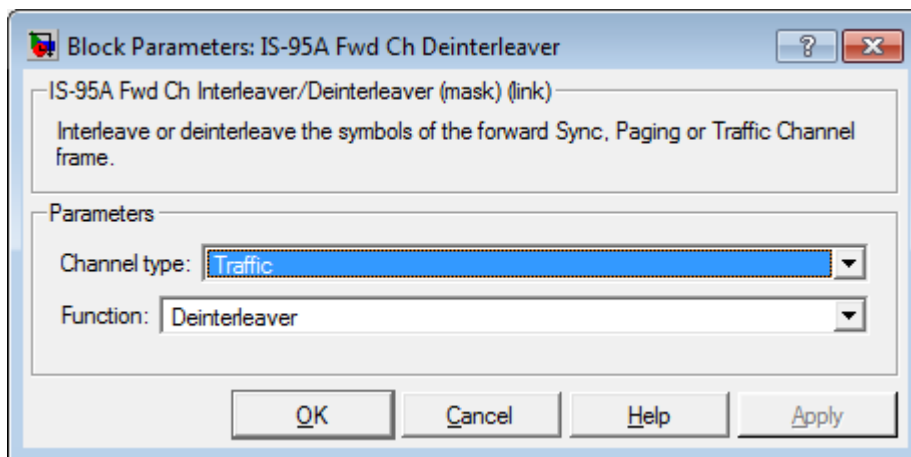 Block Parameters: IS-95A Fwd Ch Deinterleaver
?
IS-95A Fwd Ch Interleaver/Deinterleaver (mask) (link)
Interleave or deinterleave the symbols of the forward Sync, Paging or Traffic Channel
frame.
Parameters
Channel type: Traffic
Function: Deinterleaver
OK Cancel Help Apply